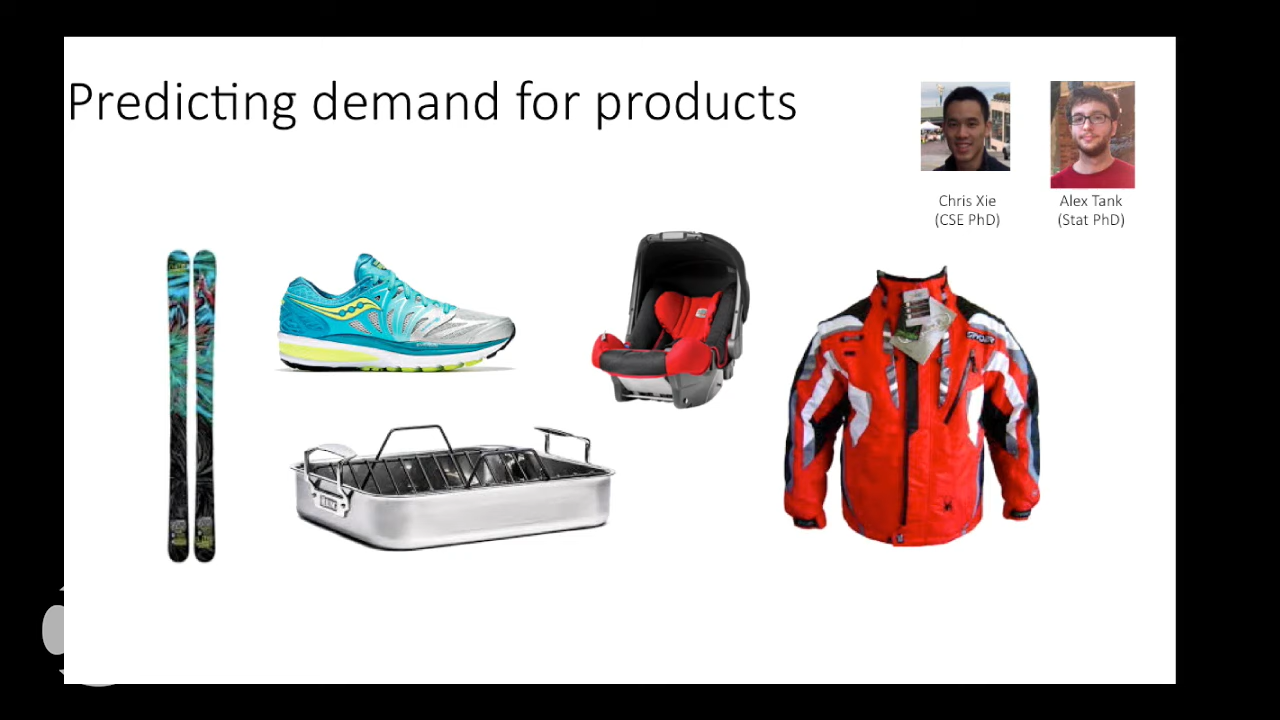 Predicting demand for products
Chris Xie
(CSE PhD)
Alex Tank
(Stat PhD)